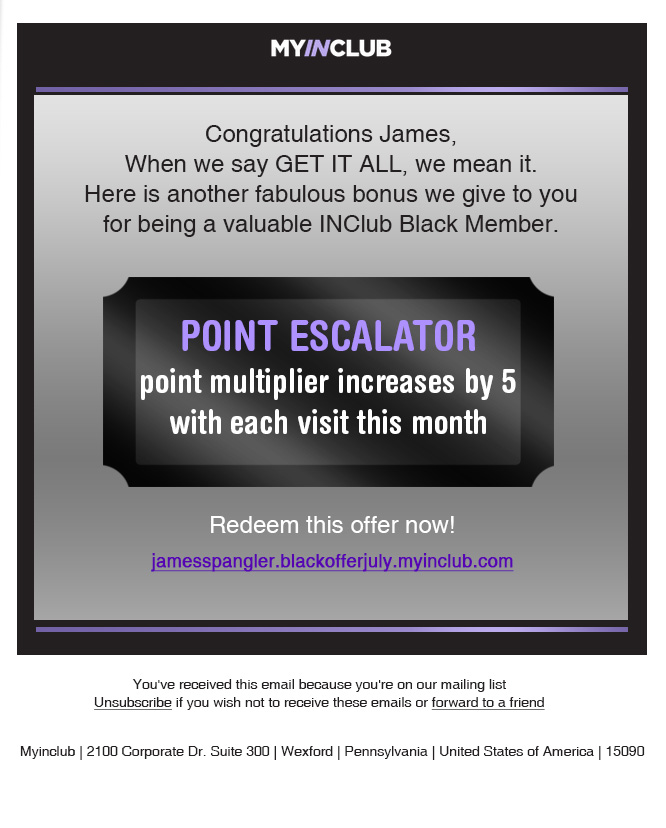 MYINCLUB
Congratulations James,
When we say GET IT ALL, we mean it.
Here is another fabulous bonus we give to you
for being a valuable INClub Black Member.
POINT ESCALATOR
point multiplier increases by 5
with each visit this month
Redeem this offer now!
jamesspangler.blackofferjuly.myinclub.com
You've received this email because you're on our mailing list
Unsubscribe if you wish not to receive these emails or forward to a friend
Myinclub | 2100 Corporate Dr. Suite 300 | Wexford | Pennsylvania | United States of America | 15090